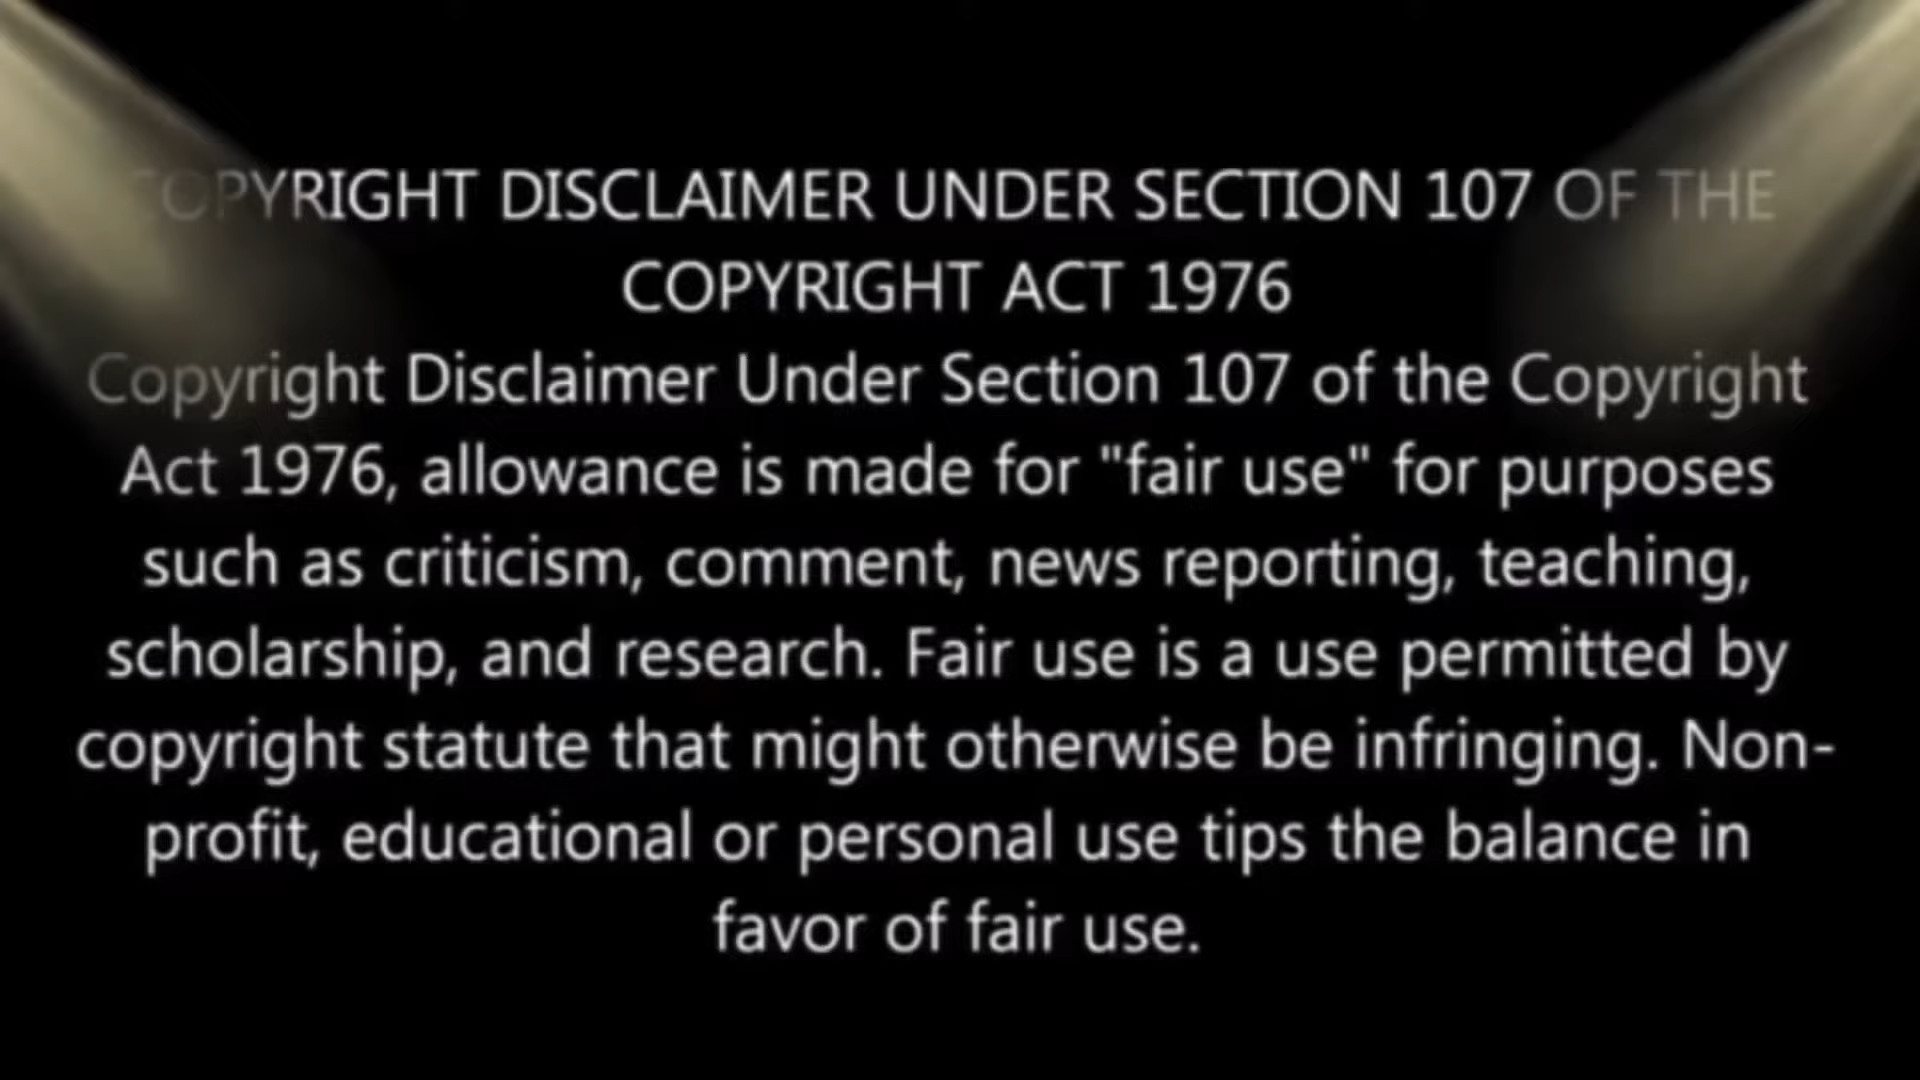 COPYRIGHT DISCLAIMER UNDER SECTION 107 OF THE
COPYRIGHT ACT 1976
Copyright Disclaimer Under Section 107 of the Copyright
Act 1976, allowance is made for "fair use" for purposes
such as criticism, comment, news reporting, teaching,
scholarship, and research. Fair use is a use permitted by
copyright statute that might otherwise be infringing. Non-
profit, educational or personal use tips the balance in
favor of fair use.